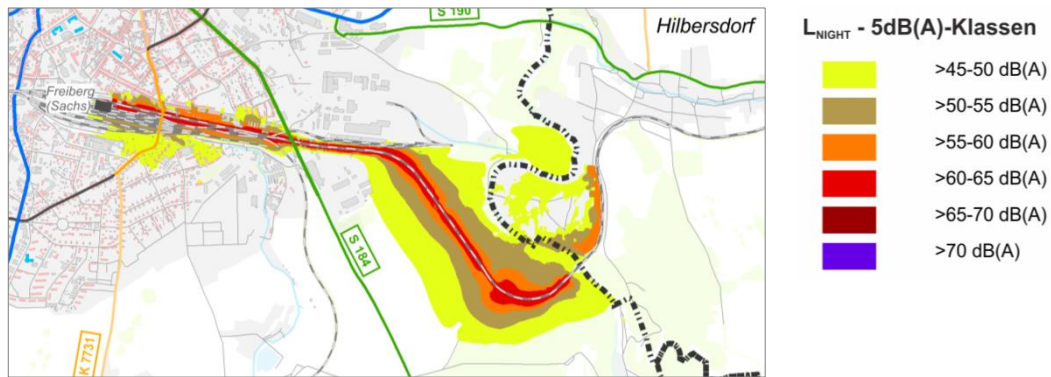 S 190
Hilbersdorf
Freiberg
(Sachs)
S 184
K 7731
L_NIGHT - 5dB(A)-Klassen
>45-50 dB(A)
>50-55 dB(A)
>55-60 dB(A)
>60-65 dB(A)
>65-70 dB(A)
>70 dB(A)